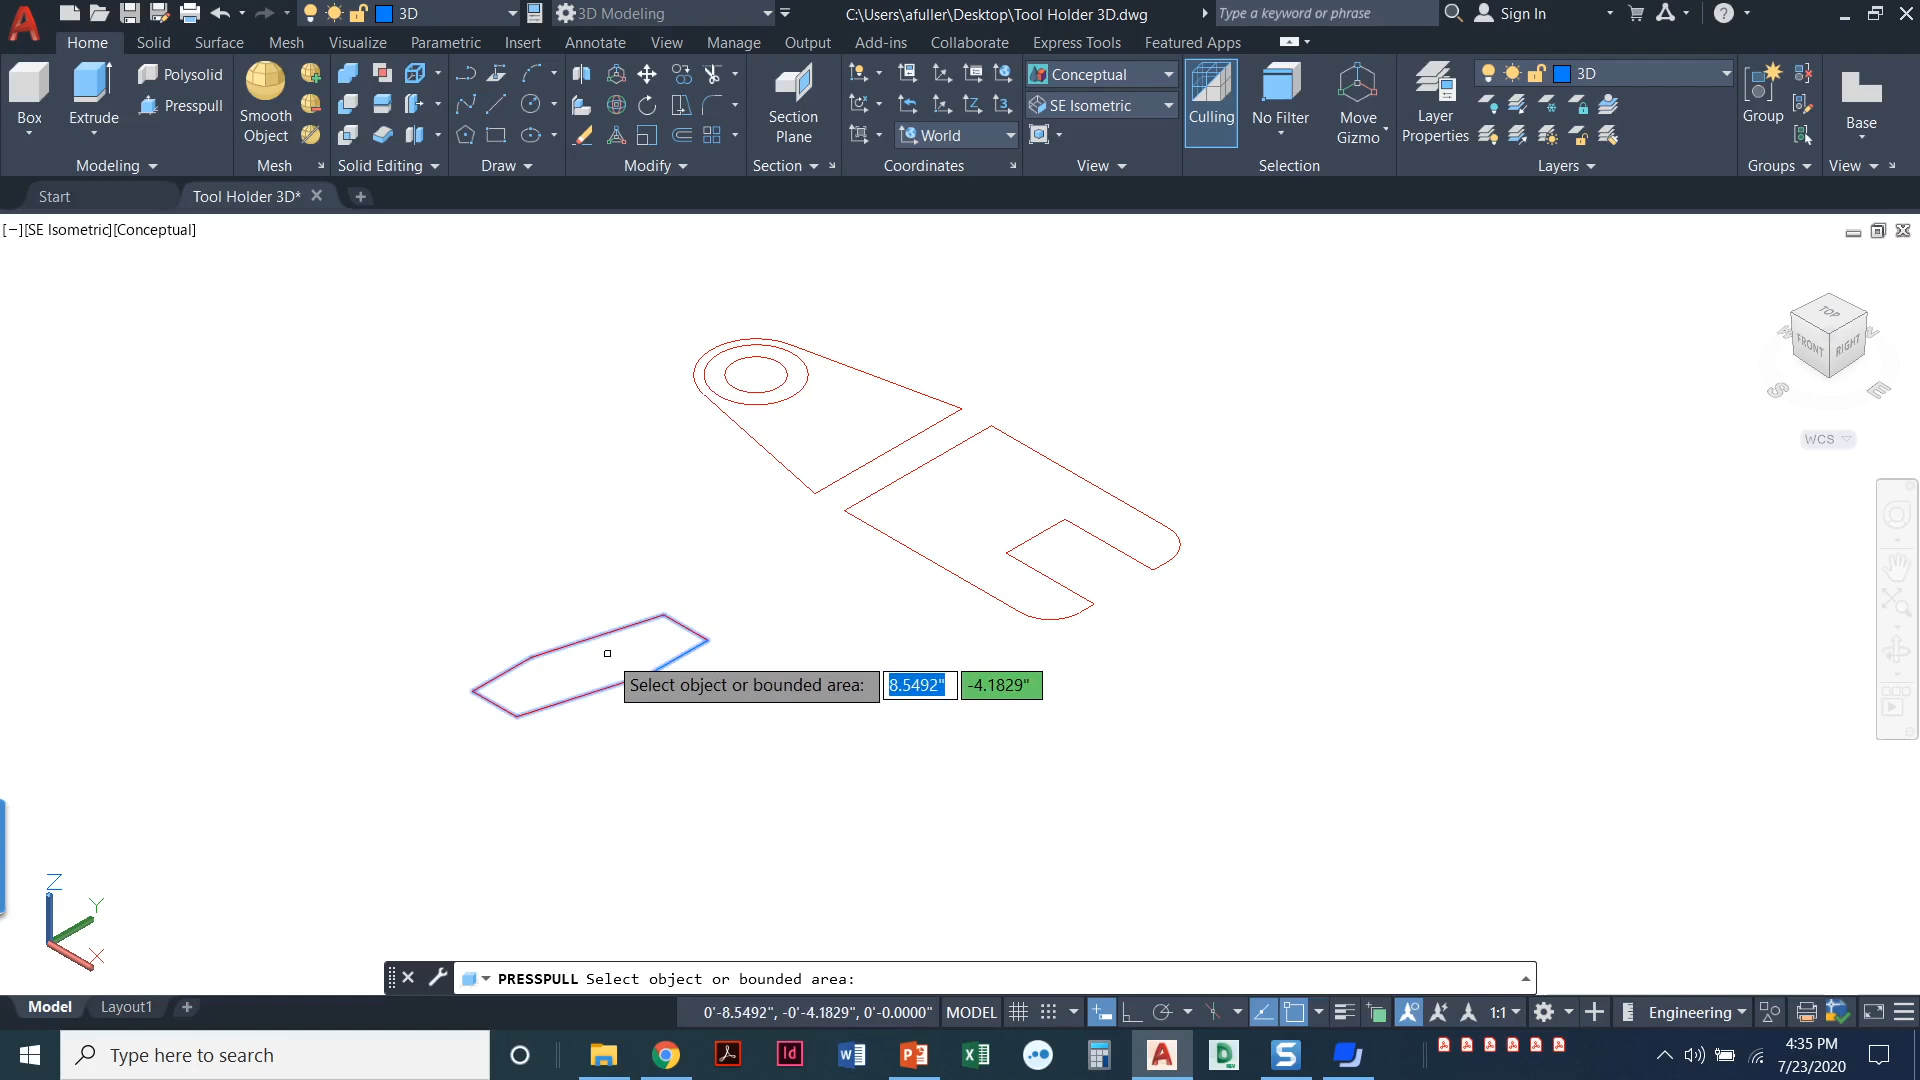 3D
3D Modeling
C:\Users\afuller\Desktop\Tool Holder 3D.dwg
Type a keyword or phrase
Sign In
Home
Solid
Surface
Mesh
Visualize
Parametric
Insert
Annotate
View
Manage
Output
Add-ins
Collaborate
Express Tools
Featured Apps
Box
Extrude
Polysolid
Presspull
Smooth
Object
Section
Plane
Conceptual
SE Isometric
World
Culling
No Filter
Move
Gizmo
Layer
Properties
3D
Group
Base
Modeling
Mesh
Solid Editing
Draw
Modify
Section
Coordinates
View
Selection
Layers
Groups
View
Start
Tool Holder 3D*
[−][SE Isometric][Conceptual]
TOP
FRONT
RIGHT
W
N
S
E
WCS
Select object or bounded area:
8.5492"
-4.1829"
Z
Y
X
PRESSPULL Select object or bounded area:
Model
Layout1
0'-8.5492", -0'-4.1829", 0'-0.0000"
MODEL
1:1
Engineering
Type here to search
4:35 PM
7/23/2020